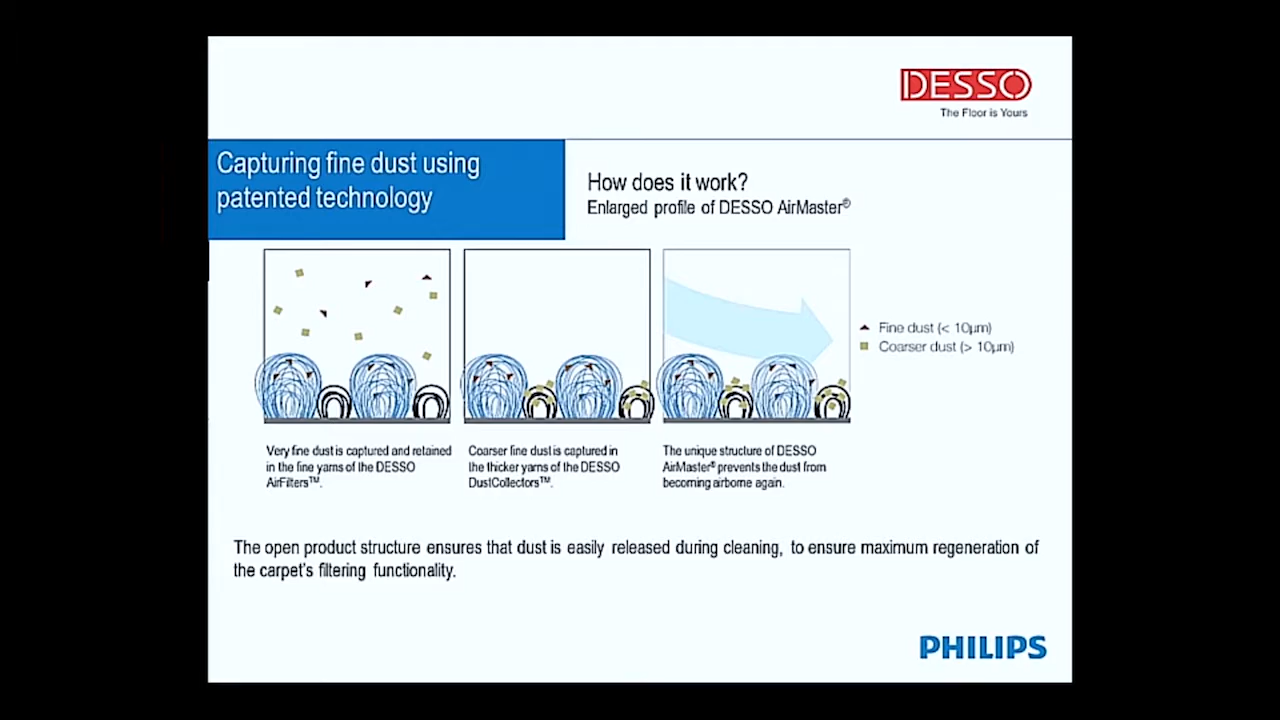 DESSO
The Floor is Yours
Capturing fine dust using
patented technology
How does it work?
Enlarged profile of DESSO AirMaster®
Fine dust (< 10µm)
Coarser dust (> 10µm)
Very fine dust is captured and retained
in the fine yarns of the DESSO
AirFilters™.
Coarser fine dust is captured in
the thicker yarns of the DESSO
DustCollectors™.
The unique structure of DESSO
AirMaster® prevents the dust from
becoming airborne again.
The open product structure ensures that dust is easily released during cleaning, to ensure maximum regeneration of
the carpet's filtering functionality.
PHILIPS